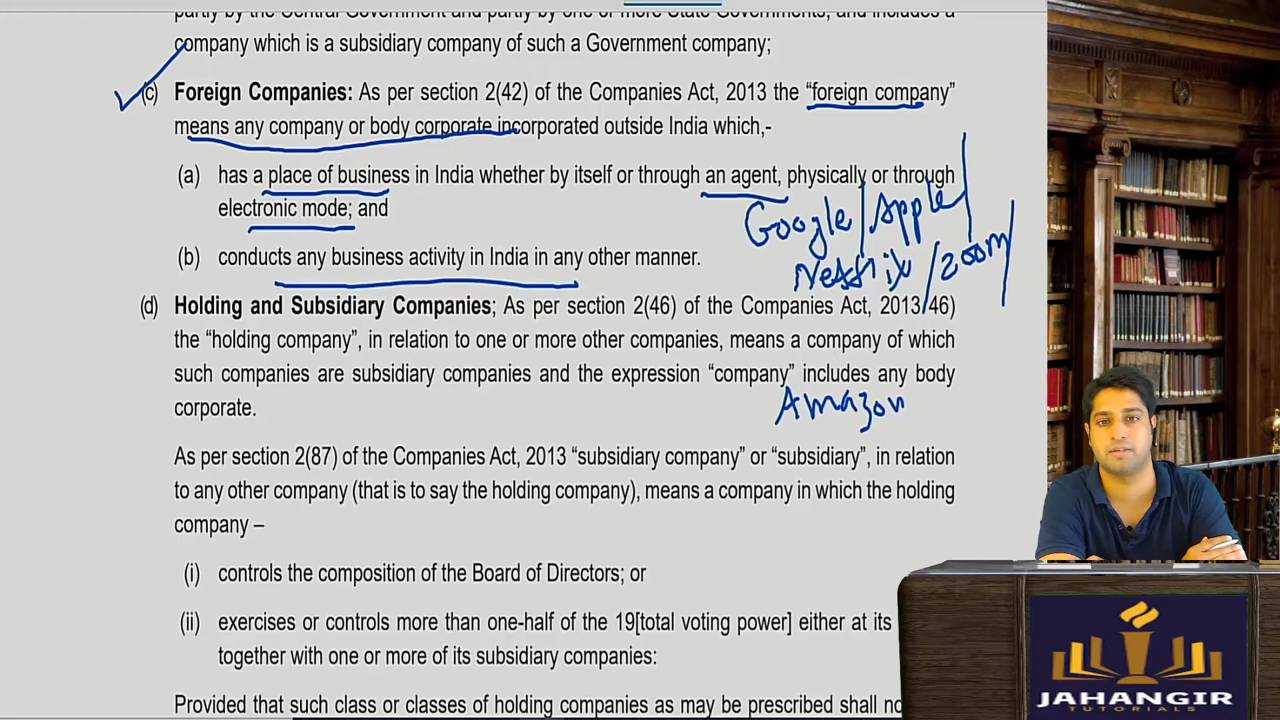 partly by the Central Government and partly by one or more State Governments, and includes a
company which is a subsidiary company of such a Government company;
(c) Foreign Companies: As per section 2(42) of the Companies Act, 2013 the “foreign company”
means any company or body corporate incorporated outside India which,-
(a) has a place of business in India whether by itself or through an agent, physically or through
electronic mode; and
Google/Apple/
(b) conducts any business activity in India in any other manner.
Netflix/zoom/
(d) Holding and Subsidiary Companies; As per section 2(46) of the Companies Act, 2013/46)
the “holding company”, in relation to one or more other companies, means a company of which
such companies are subsidiary companies and the expression “company” includes any body
corporate.
Amazon
As per section 2(87) of the Companies Act, 2013 “subsidiary company” or “subsidiary”, in relation
to any other company (that is to say the holding company), means a company in which the holding
company –
(i) controls the composition of the Board of Directors; or
(ii) exercises or controls more than one-half of the 19[total voting power] either at its
together with one or more of its subsidiary companies:
Provided that such class or classes of holding companies as may be prescribed shall
JAHANGIR
TUTORIALS